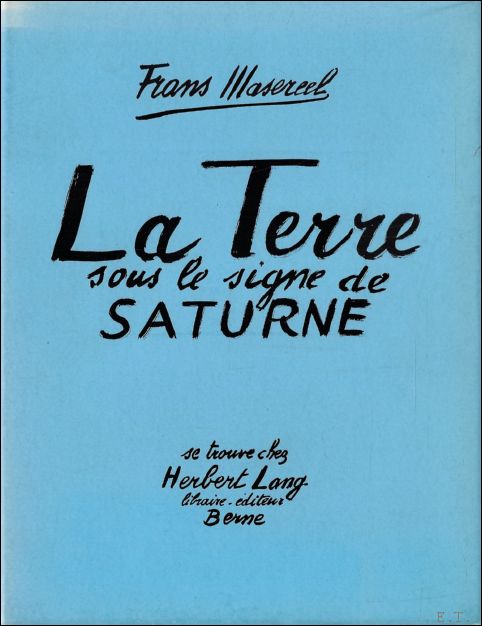 Frans Masereel
La Terre
sous le signe de
SATURNE
se trouve chez
Herbert Lang
libraire-éditeur
Berne
E.T.